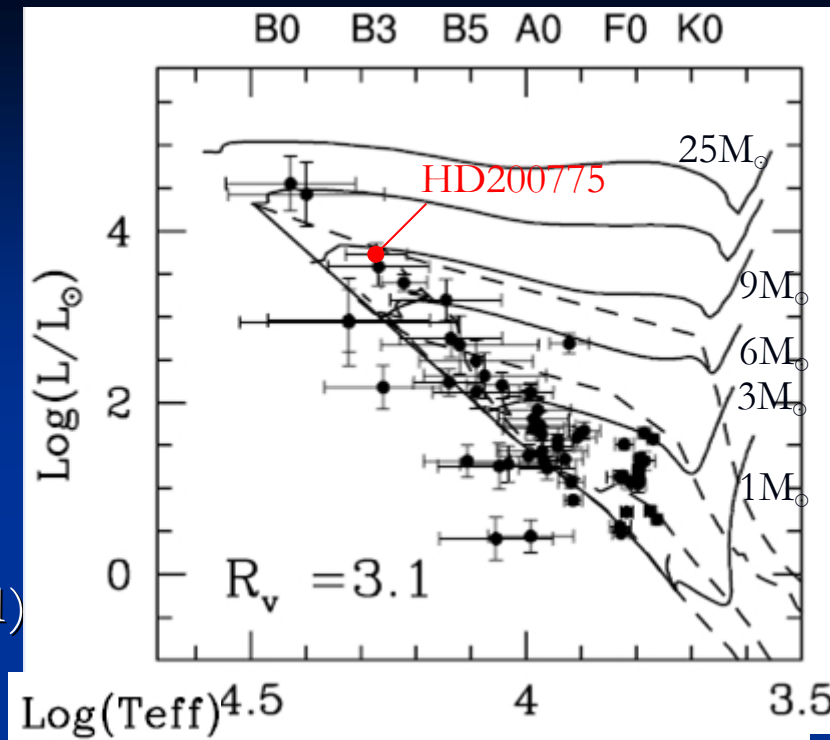 B0 B3 B5 A0 F0 K0
25M☉
HD200775
4
9M☉
6M☉
2
3M☉
1M☉
0
R_v =3.1
Log(L/L☉)
)
Log(Teff) 4.5 4 3.5